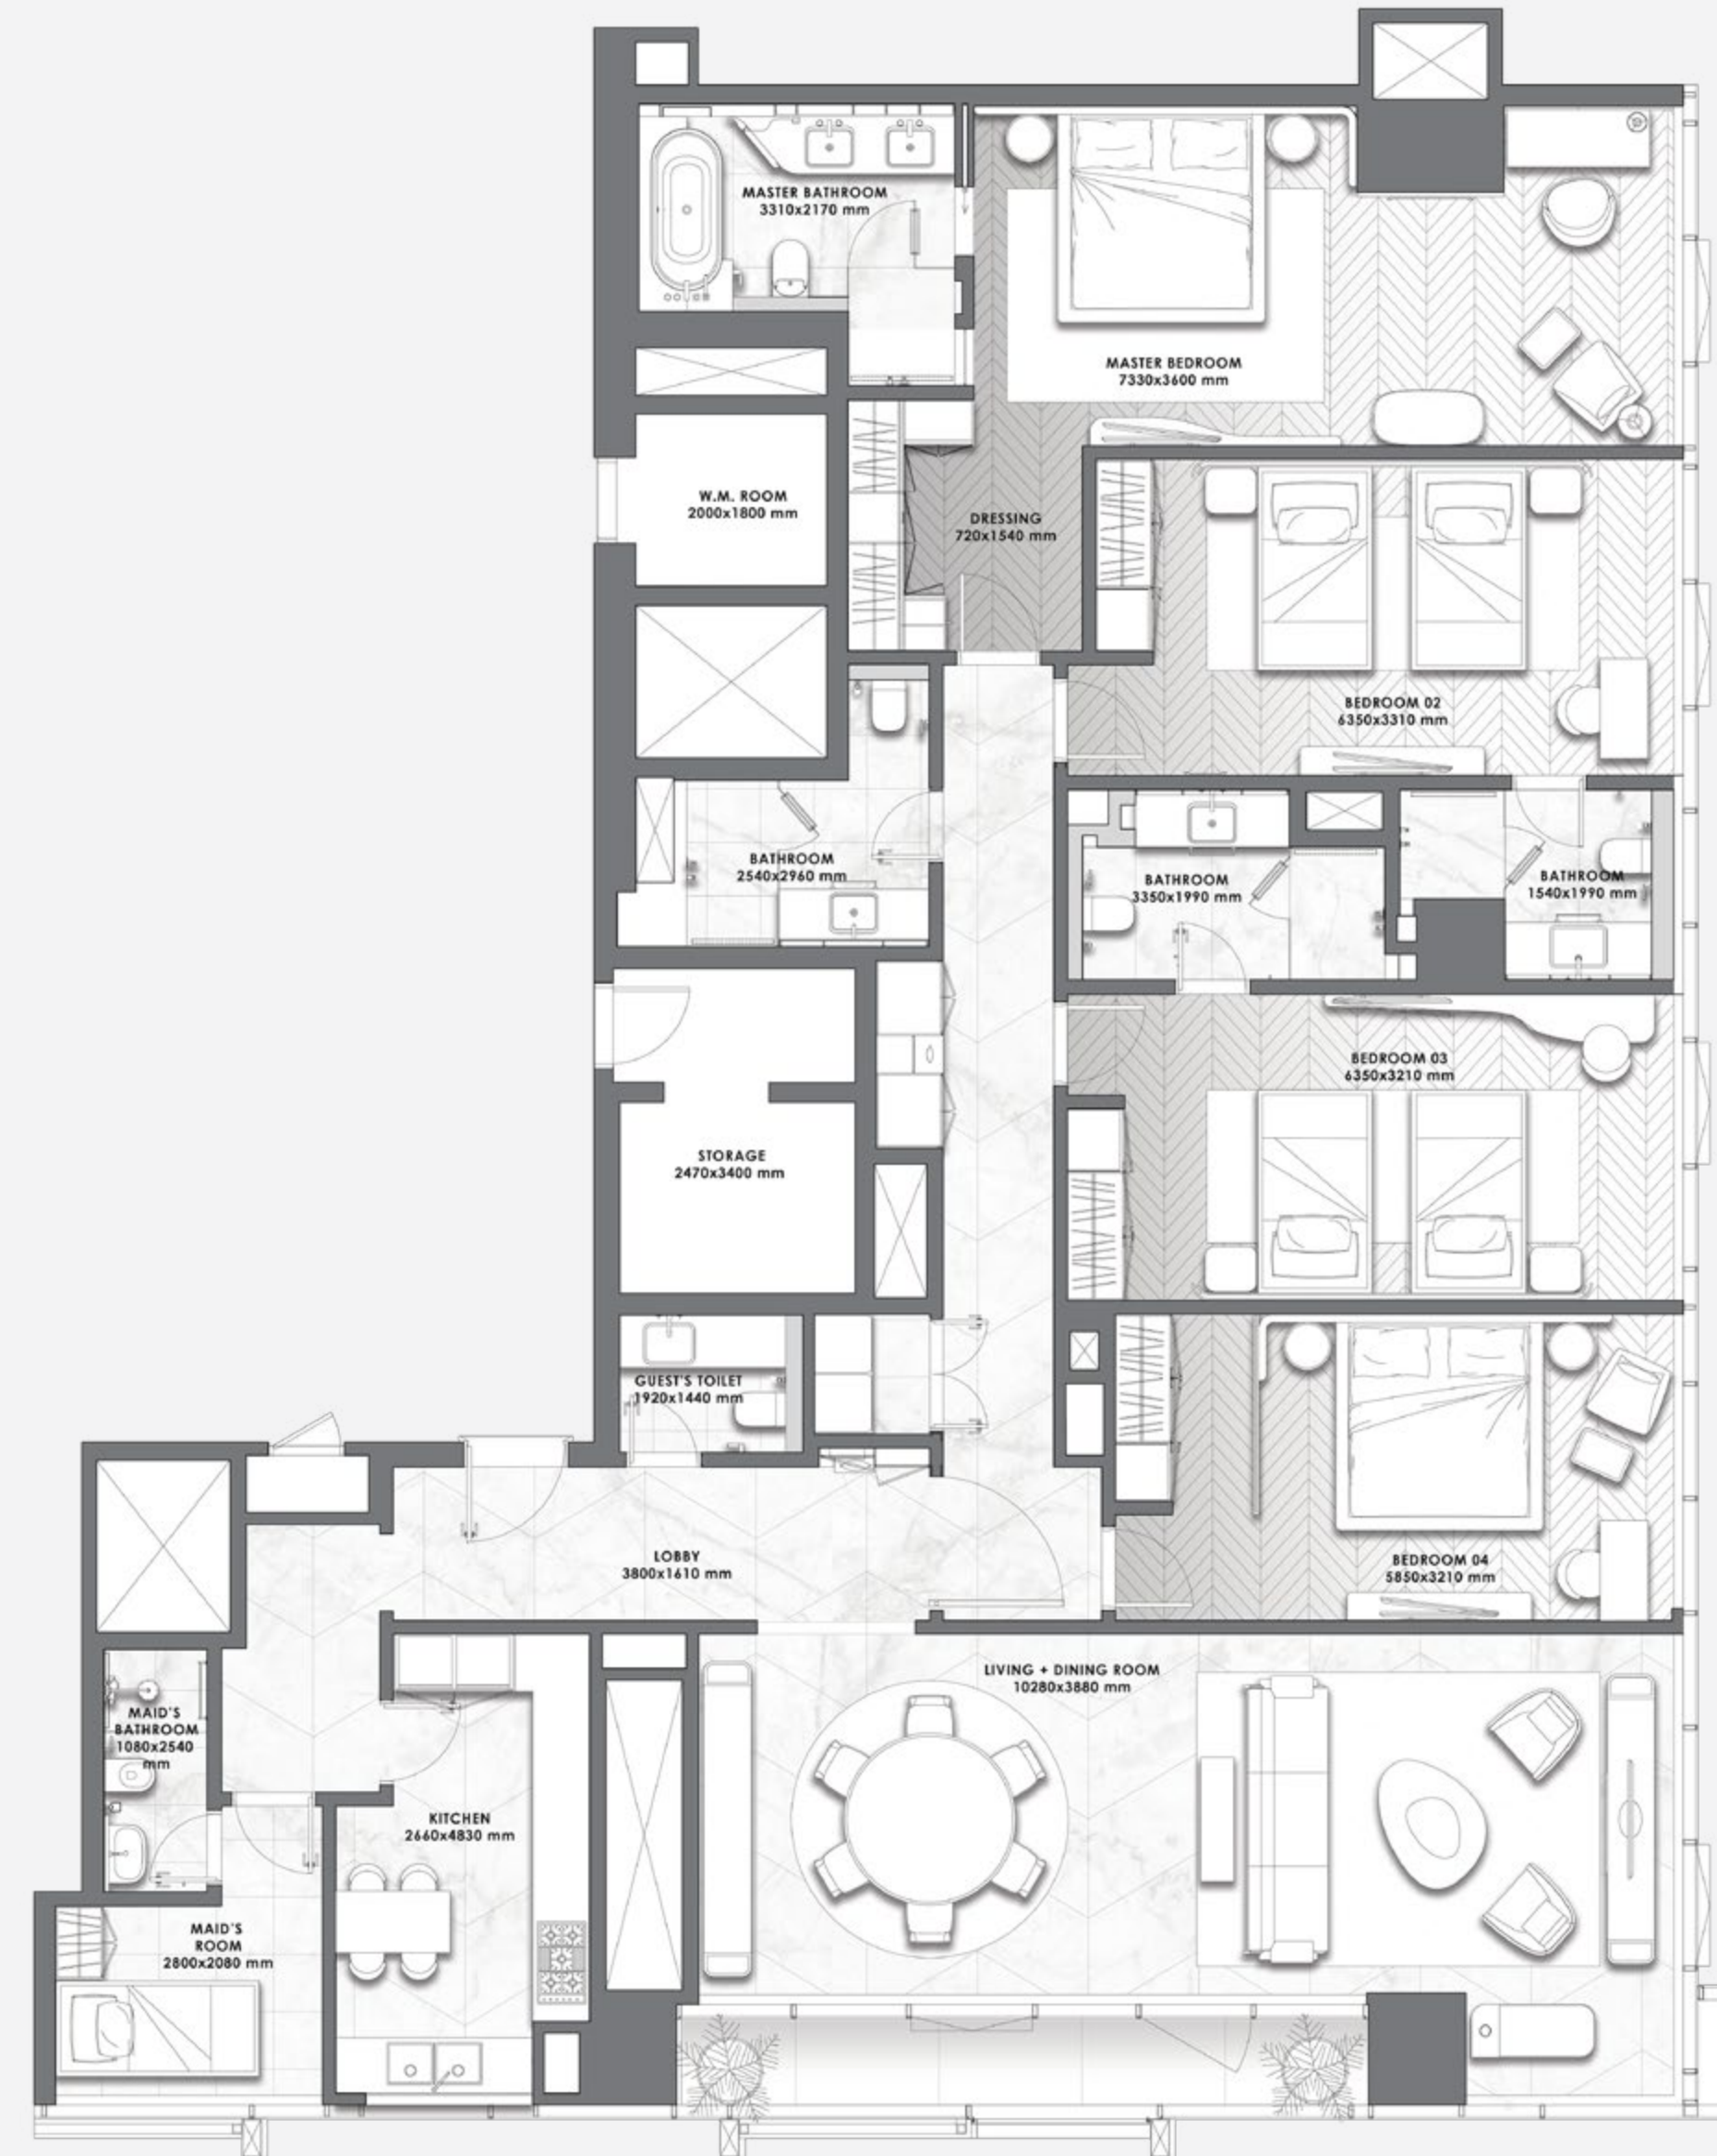 MASTER BATHROOM
3310x2170 mm
MASTER BEDROOM
7330x3600 mm
W.M. ROOM
2000x1800 mm
DRESSING
720x1540 mm
BEDROOM 02
6350x3310 mm
BATHROOM
2540x2960 mm
BATHROOM
3350x1990 mm
BATHROOM
1540x1990 mm
BEDROOM 03
6350x3210 mm
STORAGE
2470x3400 mm
GUEST'S TOILET
1920x1440 mm
LOBBY
3800x1610 mm
BEDROOM 04
5850x3210 mm
LIVING + DINING ROOM
10280x3880 mm
MAID'S
BATHROOM
1080x2540
mm
KITCHEN
2660x4830 mm
MAID'S
ROOM
2800x2080 mm